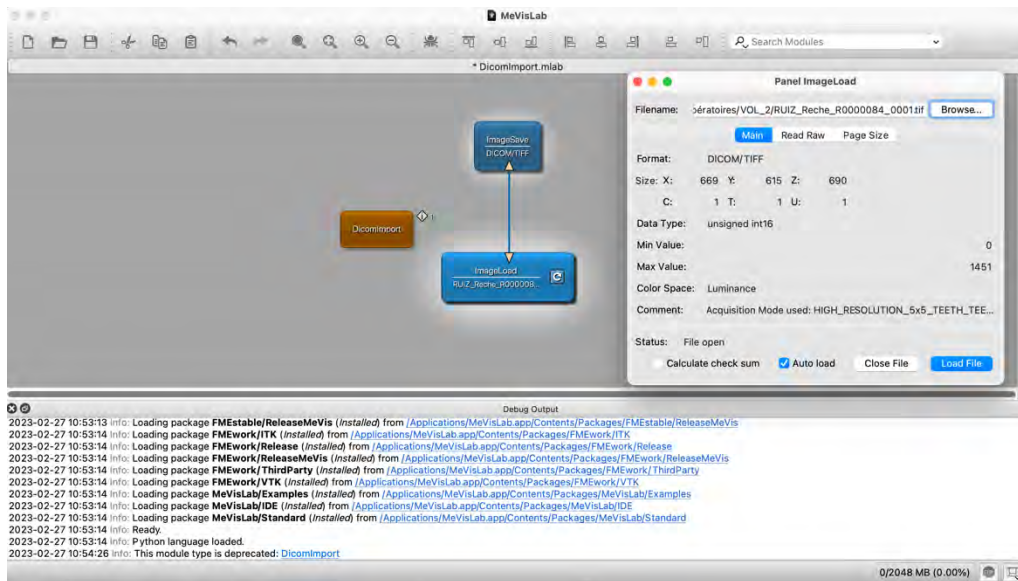 MeVisLab
Search Modules
* DicomImport.mlab
Panel ImageLoad
Filename: pératoires/VOL_2/RUIZ_Reche_R0000084_0001.tif Browse...
Main Read Raw Page Size
Format: DICOM/TIFF
Size: X: 669 Y: 615 Z: 690
C: 1 T: 1 U: 1
Data Type: unsigned int16
Min Value: 0
Max Value: 1451
Color Space: Luminance
Comment: Acquisition Mode used: HIGH_RESOLUTION_5x5_TEETH_TEE...
Status: File open
Calculate check sum Auto load Close File Load File
ImageSave
DICOM/TIFF
DicomImport
ImageLoad
RUIZ_Reche_R000008...
Debug Output
2023-02-27 10:53:13 Info: Loading package FMEstable/ReleaseMeVis (Installed) from /Applications/MeVisLab.app/Contents/Packages/FMEstable/ReleaseMeVis
2023-02-27 10:53:14 Info: Loading package FMEwork/ITK (Installed) from /Applications/MeVisLab.app/Contents/Packages/FMEwork/ITK
2023-02-27 10:53:14 Info: Loading package FMEwork/Release (Installed) from /Applications/MeVisLab.app/Contents/Packages/FMEwork/Release
2023-02-27 10:53:14 Info: Loading package FMEwork/ReleaseMeVis (Installed) from /Applications/MeVisLab.app/Contents/Packages/FMEwork/ReleaseMeVis
2023-02-27 10:53:14 Info: Loading package FMEwork/ThirdParty (Installed) from /Applications/MeVisLab.app/Contents/Packages/FMEwork/ThirdParty
2023-02-27 10:53:14 Info: Loading package FMEwork/VTK (Installed) from /Applications/MeVisLab.app/Contents/Packages/FMEwork/VTK
2023-02-27 10:53:14 Info: Loading package MeVisLab/Examples (Installed) from /Applications/MeVisLab.app/Contents/Packages/MeVisLab/Examples
2023-02-27 10:53:14 Info: Loading package MeVisLab/IDE (Installed) from /Applications/MeVisLab.app/Contents/Packages/MeVisLab/IDE
2023-02-27 10:53:14 Info: Loading package MeVisLab/Standard (Installed) from /Applications/MeVisLab.app/Contents/Packages/MeVisLab/Standard
2023-02-27 10:53:14 Info: Ready.
2023-02-27 10:53:14 Info: Python language loaded.
2023-02-27 10:54:26 Info: This module type is deprecated: DicomImport
0/2048 MB (0.00%)